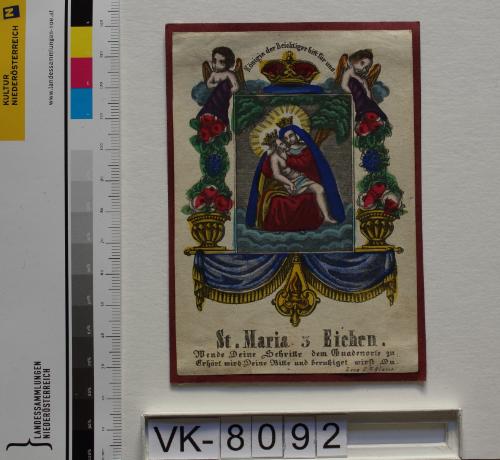 KULTUR
NIEDERÖSTERREICH
www.landessammlungen-noe.at
Königin der Beichtiger bitt für uns
St. Maria 3 Eichen.
Wende Deine Schritte dem Gnadenorte zu
Erhört wird Deine Bitte und beruhiget wirst Du.
LANDESSAMMLUNGEN
NIEDERÖSTERREICH
VK-8092